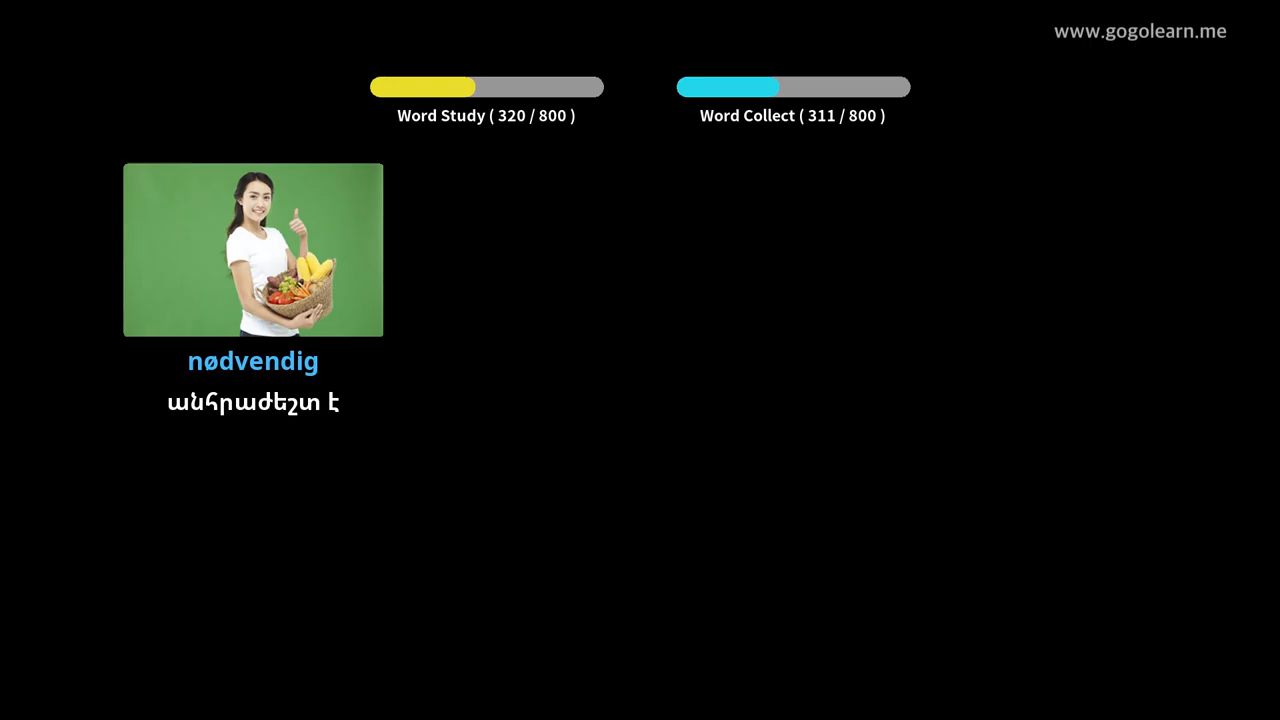 www.gogolearn.me
Word Study ( 320 / 800 )
Word Collect ( 311 / 800 )
nødvendig
անհրաժեշտ է